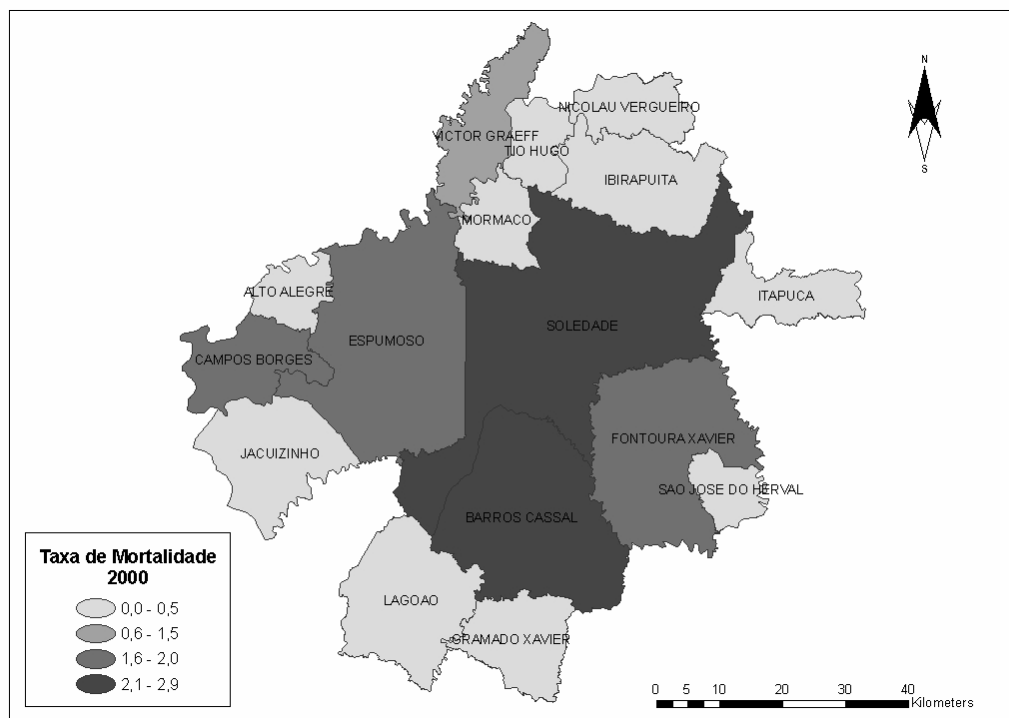 N
NICOLAU VERGUEIRO
VICTOR GRAEFF
TIO HUGO
IBIRAPUITA
MORMACO
S
ALTO ALEGRE
ITAPUCA
SOLEDADE
ESPUMOSO
CAMPOS BORGES
FONTOURA XAVIER
JACUIZINHO
SAO JOSE DO HERVAL
BARROS CASSAL
LAGOAO
GRAMADO XAVIER
Taxa de Mortalidade
2000
0,0 - 0,5
0,6 - 1,5
1,6 - 2,0
2,1 - 2,9
0 5 10 20 30 40
Kilometers